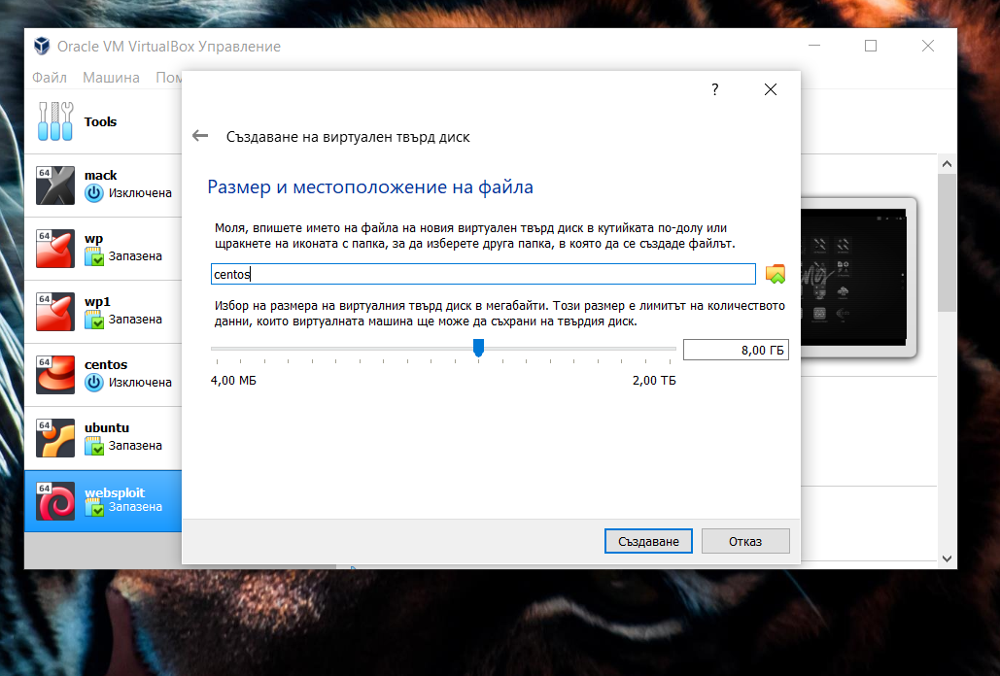 Oracle VM VirtualBox Управление
Файл Машина Пом
?
Tools
Създаване на виртуален твърд диск
64
mack
Изключена
64
wp
Запазена
64
wp1
Запазена
64
centos
Изключена
64
ubuntu
Запазена
64
websploit
Запазена
Размер и местоположение на файла
Моля, впишете името на файла на новия виртуален твърд диск в кутийката по-долу или
щракнете на иконата с папка, за да изберете друга папка, в която да се създаде файлът.
centos
Избор на размера на виртуалния твърд диск в мегабайти. Този размер е лимитът на количеството
данни, които виртуалната машина ще може да съхрани на твърдия диск.
8,00 ГБ
4,00 МБ
2,00 ТБ
Създаване
Отказ